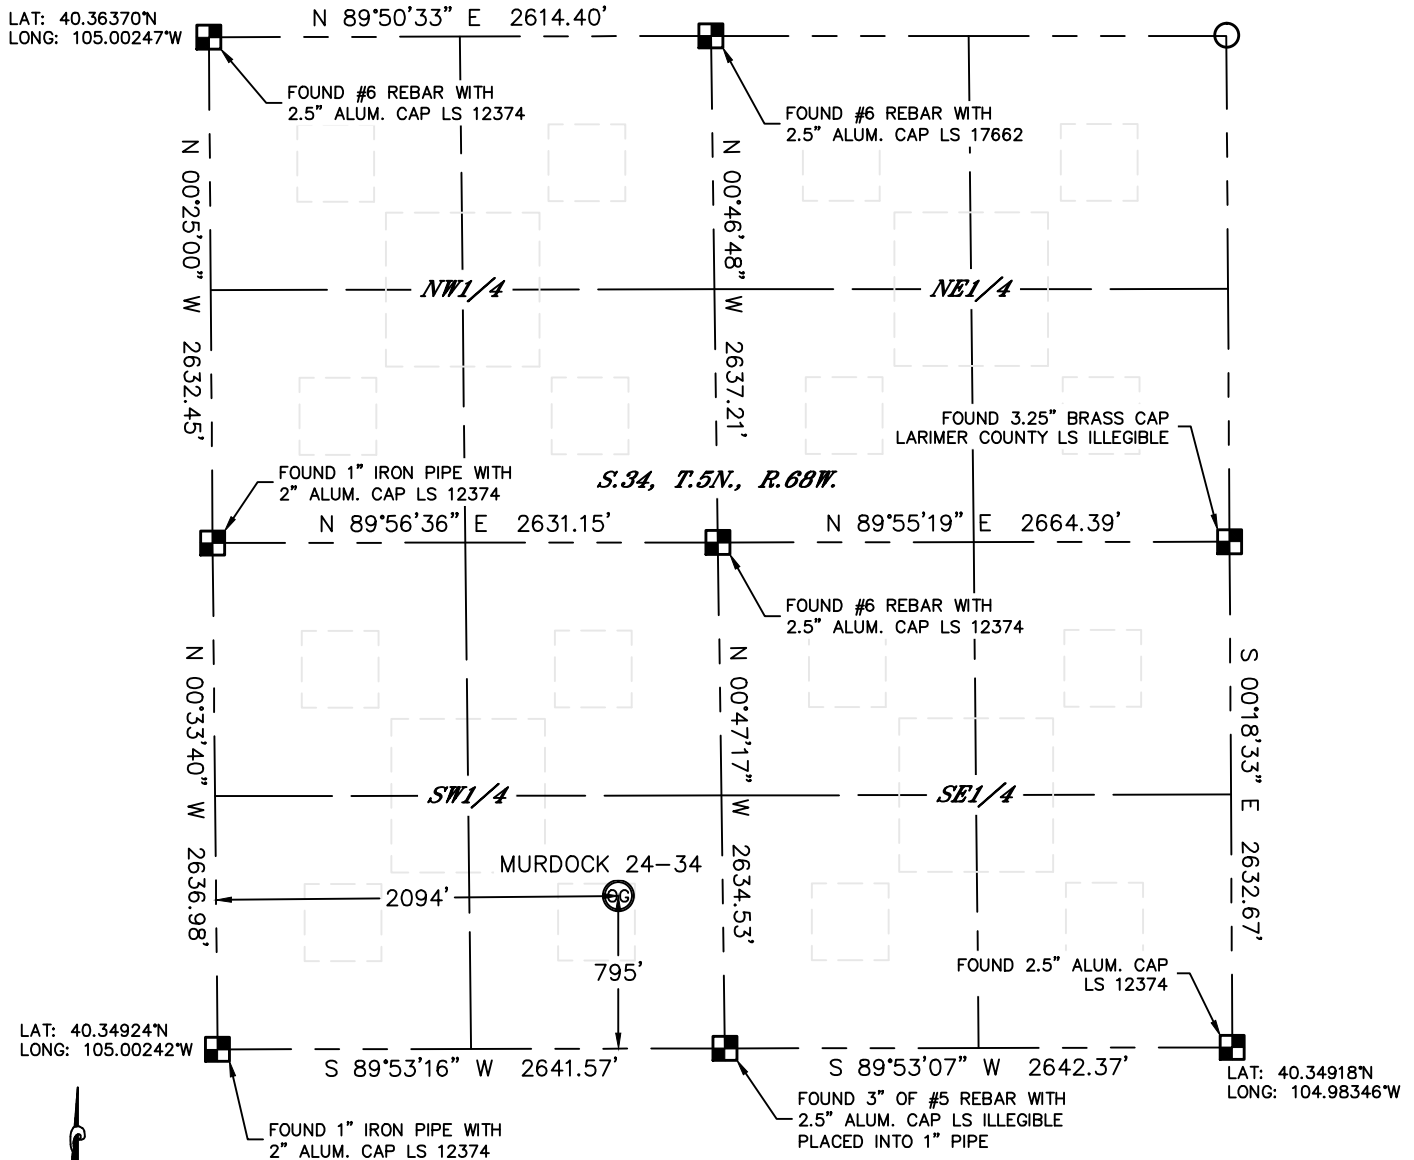 LAT: 40.36370°N
LONG: 105.00247°W
N 89°50'33" E 2614.40'
FOUND #6 REBAR WITH
2.5" ALUM. CAP LS 12374
FOUND #6 REBAR WITH
2.5" ALUM. CAP LS 17662
N 00°25'00" W 2632.45'
N 00°46'48" W 2637.21'
NW1/4
NE1/4
FOUND 3.25" BRASS CAP
LARIMER COUNTY LS ILLEGIBLE
FOUND 1" IRON PIPE WITH
2" ALUM. CAP LS 12374
S.34, T.5N., R.68W.
N 89°56'36" E 2631.15'
N 89°55'19" E 2664.39'
FOUND #6 REBAR WITH
2.5" ALUM. CAP LS 12374
N 00°33'40" W 2636.98'
N 00°47'17" W 2634.53'
S 00°18'33" E 2632.67'
SW1/4
SE1/4
MURDOCK 24-34
2094'
OG
795'
FOUND 2.5" ALUM. CAP
LS 12374
LAT: 40.34924°N
LONG: 105.00242°W
S 89°53'16" W 2641.57'
S 89°53'07" W 2642.37'
LAT: 40.34918°N
LONG: 104.98346°W
FOUND 3" OF #5 REBAR WITH
2.5" ALUM. CAP LS ILLEGIBLE
PLACED INTO 1" PIPE
FOUND 1" IRON PIPE WITH
2" ALUM. CAP LS 12374